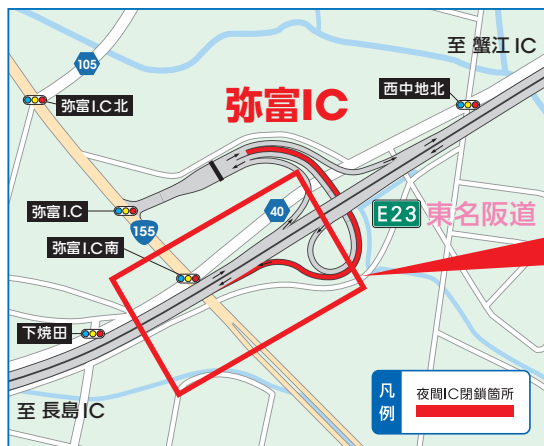 至 蟹江 IC
105
弥富I.C北
西中地北
弥富IC
弥富I.C
40
E23 東名阪道
155
弥富I.C南
下焼田
至 長島 IC
凡例
夜間IC閉鎖箇所